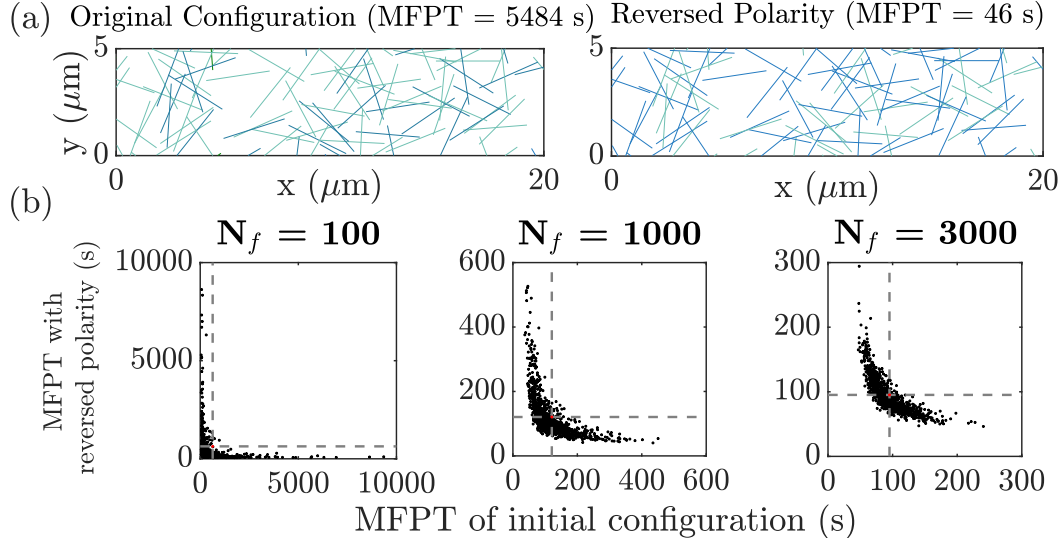 (a) Original Configuration (MFPT = 5484 s) Reversed Polarity (MFPT = 46 s)
5 5
y (μm)
0 0
0 20 0 20
x (μm) x (μm)
(b)
N_f = 100 N_f = 1000 N_f = 3000
10000 600 300
400 200
5000
200 100
0 0 0
0 5000 10000 0 200 400 600 0 100 200 300
MFPT with
reversed polarity (s)
MFPT of initial configuration (s)